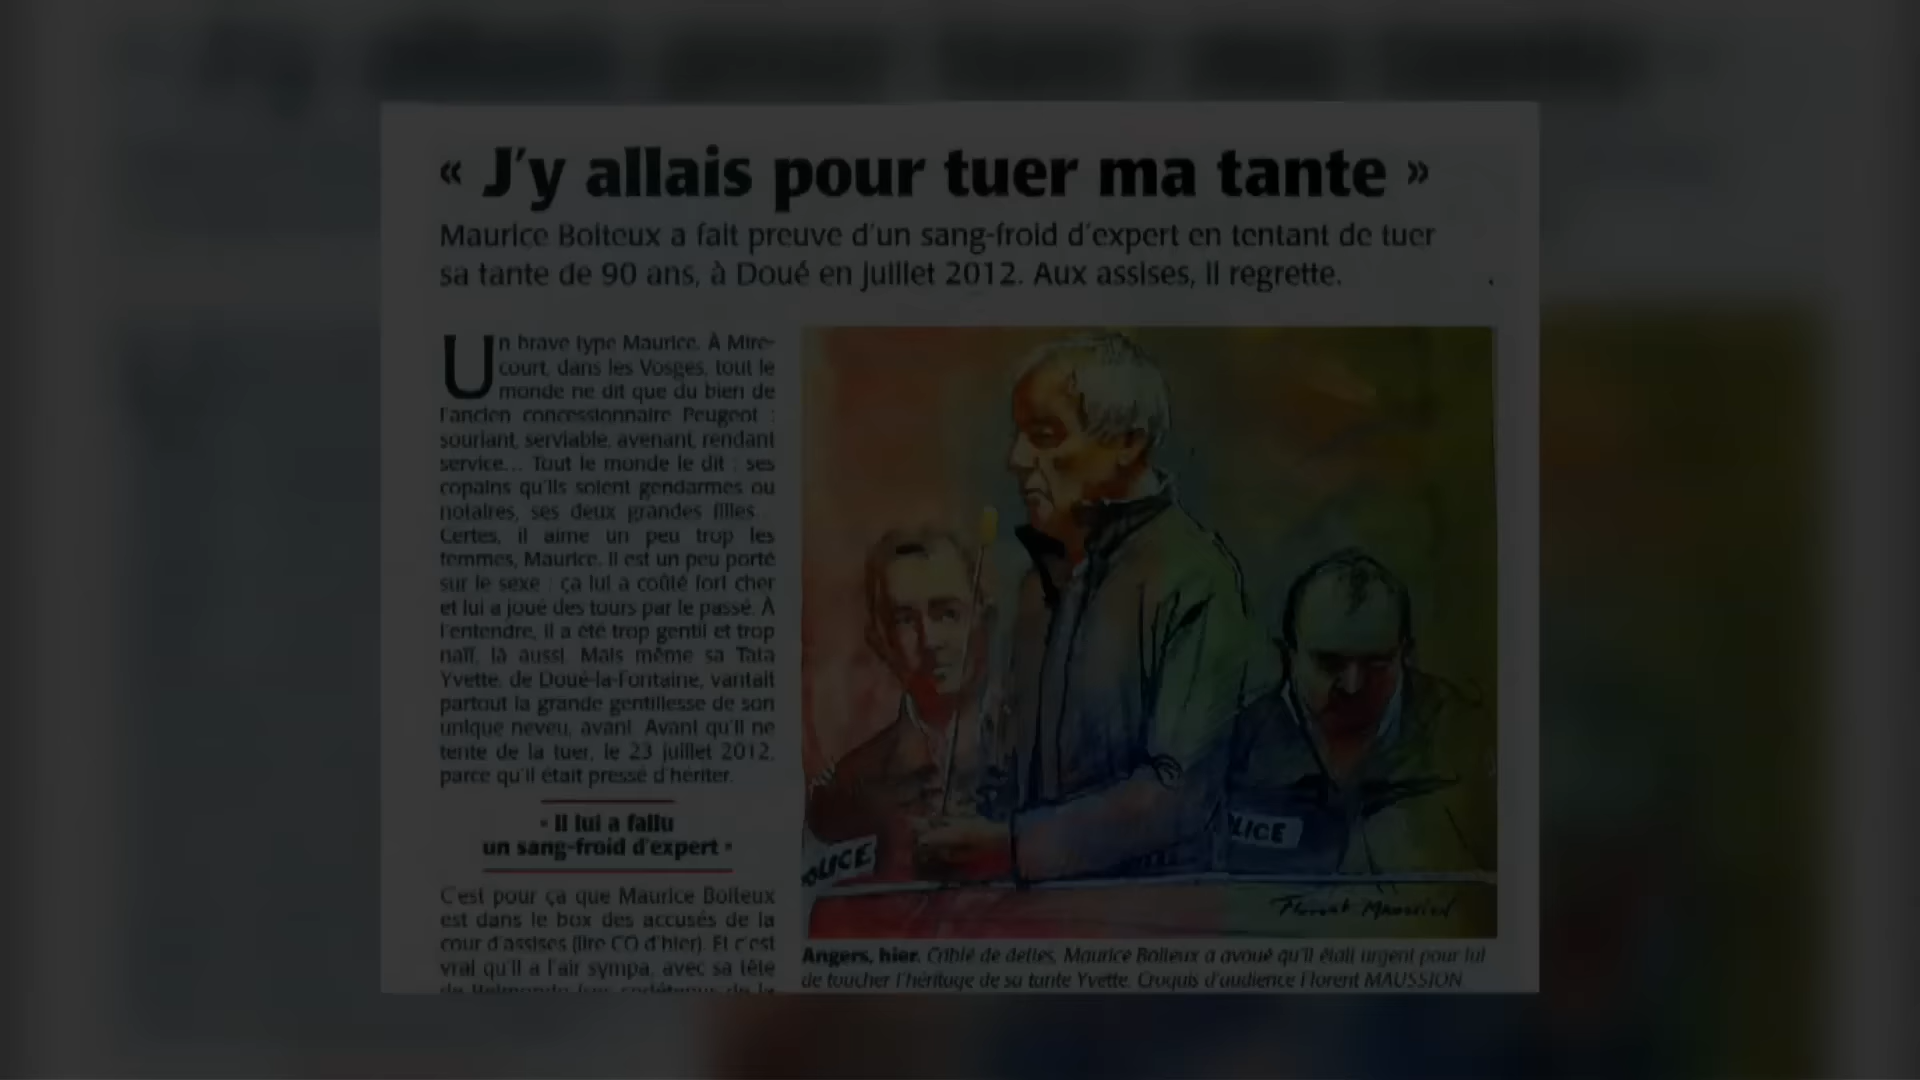 « J'y allais pour tuer ma tante »
Maurice Boiteux a fait preuve d'un sang-froid d'expert en tentant de tuer
sa tante de 90 ans, à Doué en juillet 2012. Aux assises, il regrette.
Un brave type Maurice. À Mire-
court, dans les Vosges, tout le
monde ne dit que du bien de
l'ancien concessionnaire Peugeot :
souriant, serviable, avenant, rendant
service... Tout le monde le dit : ses
copains qu'ils soient gendarmes ou
notaires, ses deux grandes filles...
Certes, il aime un peu trop les
femmes, Maurice. Il est un peu porté
sur le sexe : ça lui a coûté fort cher
et lui a joué des tours par le passé. À
l'entendre, il a été trop gentil et trop
naïf, là aussi. Mais même sa Tata
Yvette, de Doué-la-Fontaine, vantait
partout la grande gentillesse de son
unique neveu, avant. Avant qu'il ne
tente de la tuer, le 23 juillet 2012,
parce qu'il était pressé d'hériter.
« Il lui a fallu
un sang-froid d'expert »
C'est pour ça que Maurice Boiteux
est dans le box des accusés de la
cour d'assises (lire CO d'hier). Et c'est
vral qu'il a l'air sympa, avec sa tête
de Belmondo (ses codétenus de la
OLICE
LICE
Florent MAUSSION
Angers, hier. Criblé de dettes, Maurice Boiteux a avoué qu'il était urgent pour lui
de toucher l'héritage de sa tante Yvette. Croquis d'audience Florent MAUSSION